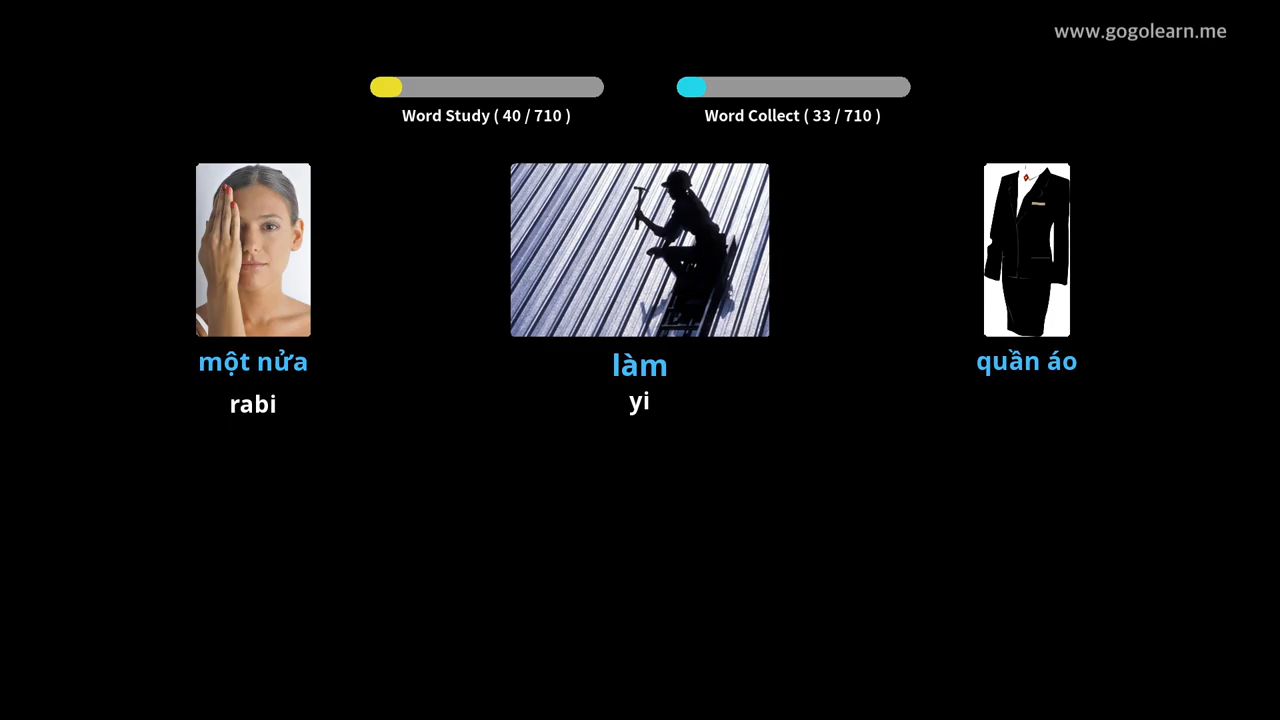 www.gogolearn.me
Word Study ( 40 / 710 )
Word Collect ( 33 / 710 )
một nửa
làm
quần áo
rabi
yi